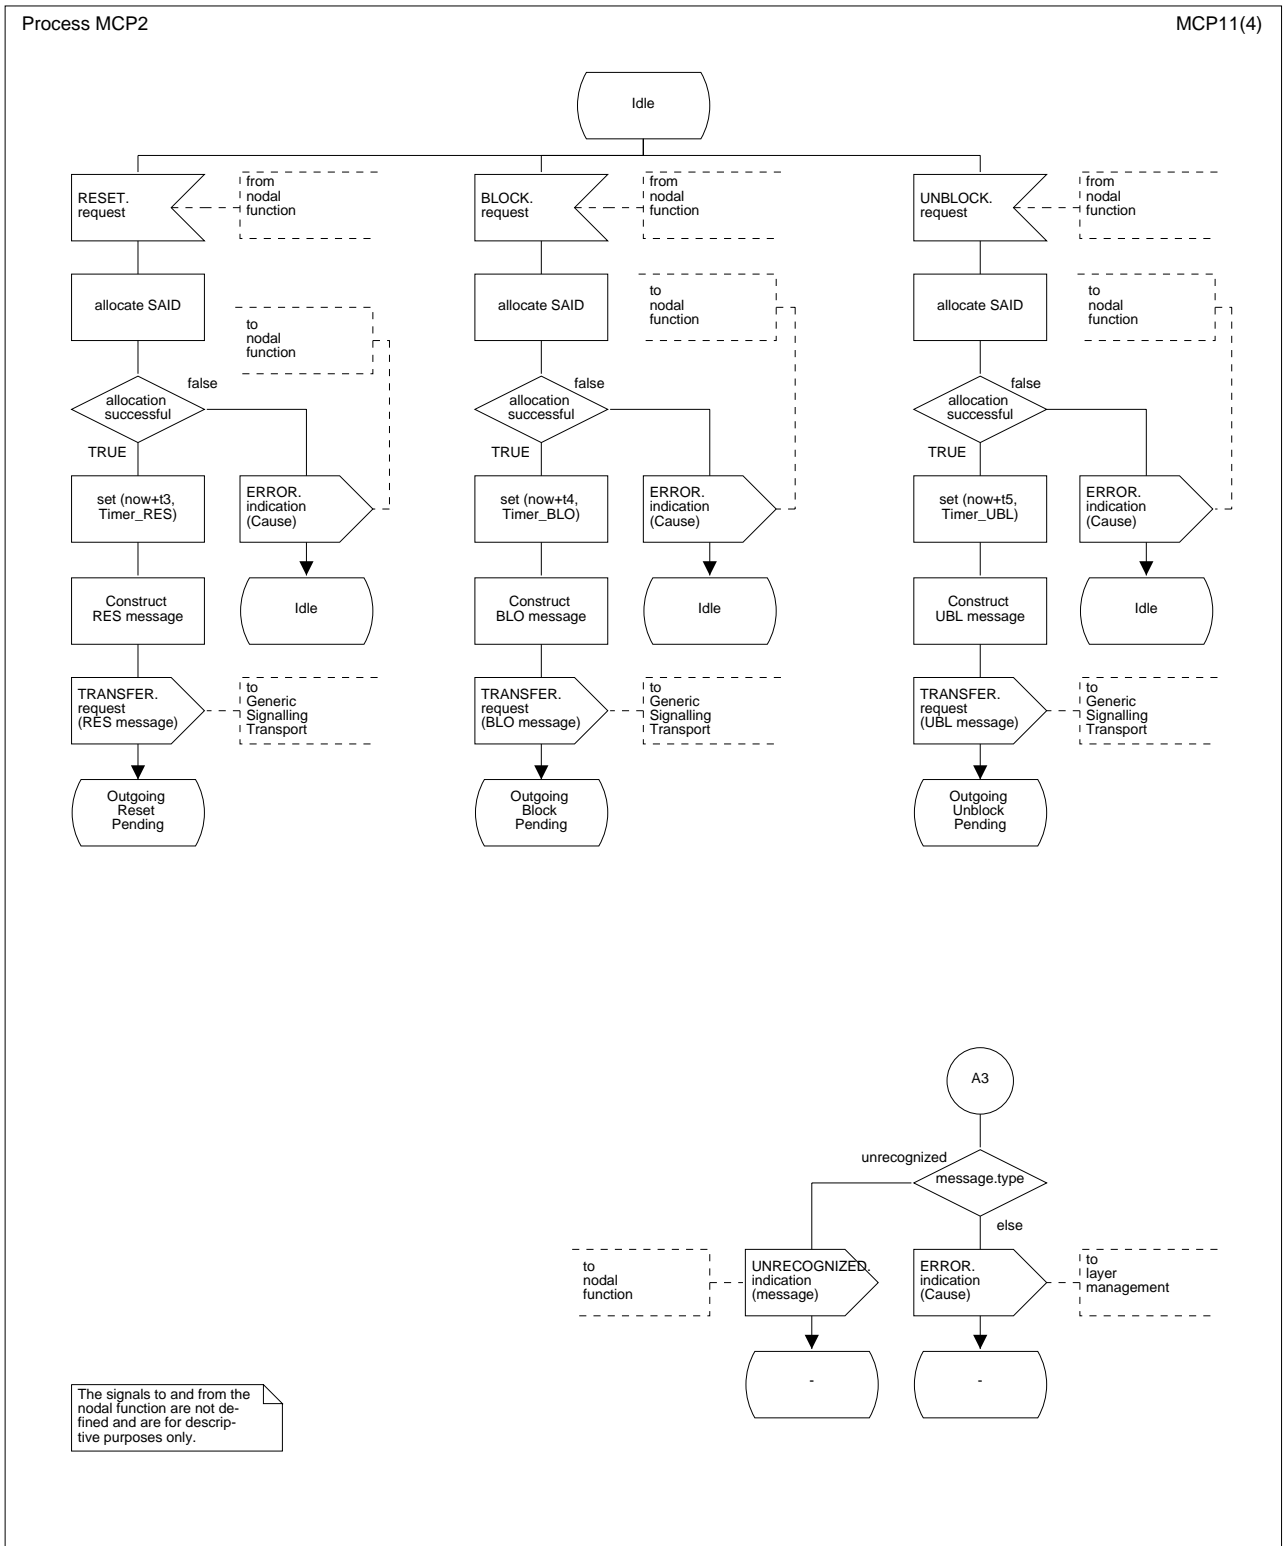 Process MCP2
MCP11(4)
Idle
RESET.
request
from
nodal
function
BLOCK.
request
from
nodal
function
UNBLOCK.
request
from
nodal
function
allocate SAID
to
nodal
function
allocate SAID
to
nodal
function
allocate SAID
to
nodal
function
allocation
successful
false
TRUE
allocation
successful
false
TRUE
allocation
successful
false
TRUE
set (now+t3,
Timer_RES)
ERROR.
indication
(Cause)
set (now+t4,
Timer_BLO)
ERROR.
indication
(Cause)
set (now+t5,
Timer_UBL)
ERROR.
indication
(Cause)
Construct
RES message
Idle
Construct
BLO message
Idle
Construct
UBL message
Idle
TRANSFER.
request
(RES message)
to
Generic
Signalling
Transport
TRANSFER.
request
(BLO message)
to
Generic
Signalling
Transport
TRANSFER.
request
(UBL message)
to
Generic
Signalling
Transport
Outgoing
Reset
Pending
Outgoing
Block
Pending
Outgoing
Unblock
Pending
A3
unrecognized
message.type
else
to
nodal
function
UNRECOGNIZED.
indication
(message)
ERROR.
indication
(Cause)
to
layer
management
-
-
The signals to and from the
nodal function are not de-
fined and are for descrip-
tive purposes only.